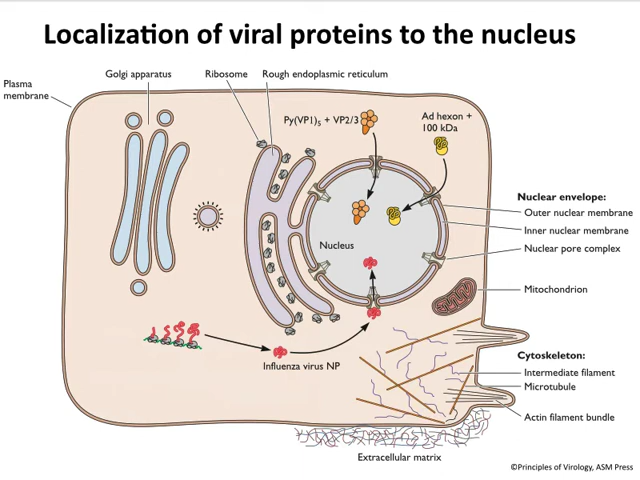 Localization of viral proteins to the nucleus
Golgi apparatus
Ribosome
Rough endoplasmic reticulum
Plasma
membrane
Py(VP1)₅ + VP2/3
Ad hexon +
100 kDa
Nuclear envelope:
Outer nuclear membrane
Inner nuclear membrane
Nuclear pore complex
Nucleus
Mitochondrion
Influenza virus NP
Cytoskeleton:
Intermediate filament
Microtubule
Actin filament bundle
Extracellular matrix
©Principles of Virology, ASM Press